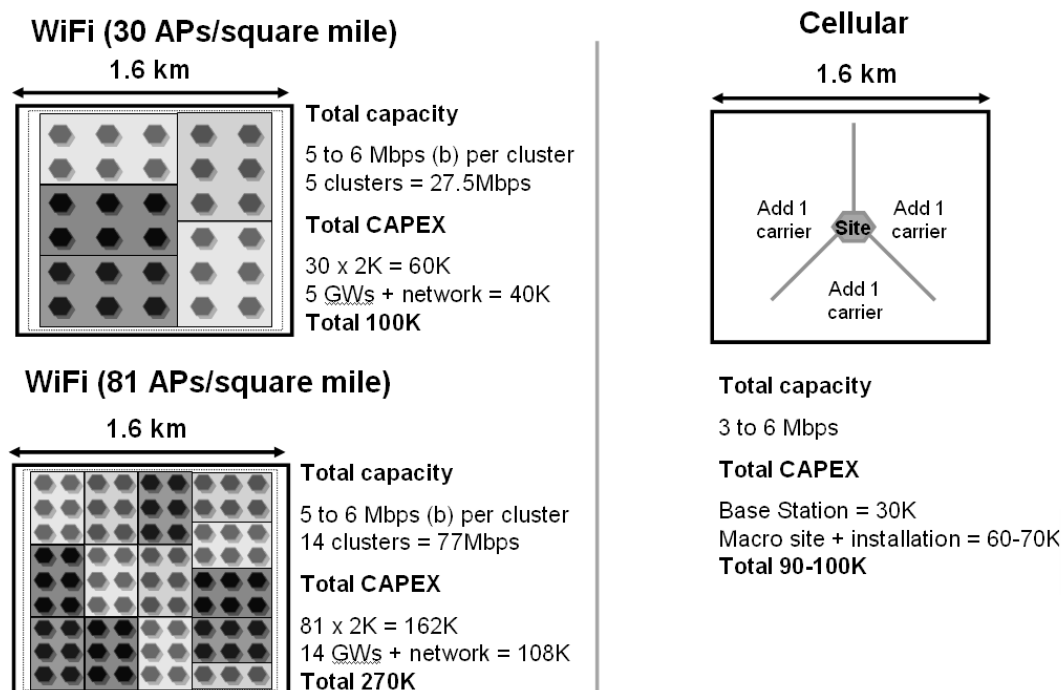 WiFi (30 APs/square mile)
1.6 km
Total capacity
5 to 6 Mbps (b) per cluster
5 clusters = 27.5Mbps
Total CAPEX
30 x 2K = 60K
5 GWs + network = 40K
Total 100K
WiFi (81 APs/square mile)
1.6 km
Total capacity
5 to 6 Mbps (b) per cluster
14 clusters = 77Mbps
Total CAPEX
81 x 2K = 162K
14 GWs + network = 108K
Total 270K
Cellular
1.6 km
Add 1
carrier
Site
Add 1
carrier
Add 1
carrier
Total capacity
3 to 6 Mbps
Total CAPEX
Base Station = 30K
Macro site + installation = 60-70K
Total 90-100K